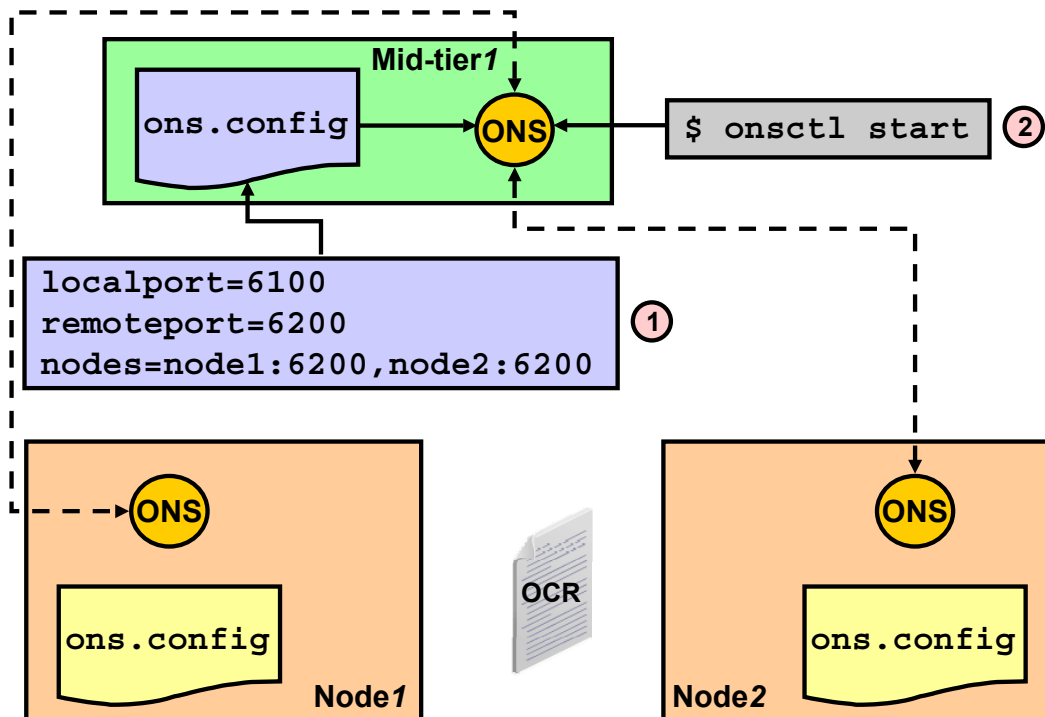 Mid-tier1
ons.config
ONS
$ onsctl start
2
localport=6100
remoteport=6200
nodes=node1:6200,node2:6200
1
ONS
ons.config
Node1
OCR
ONS
ons.config
Node2